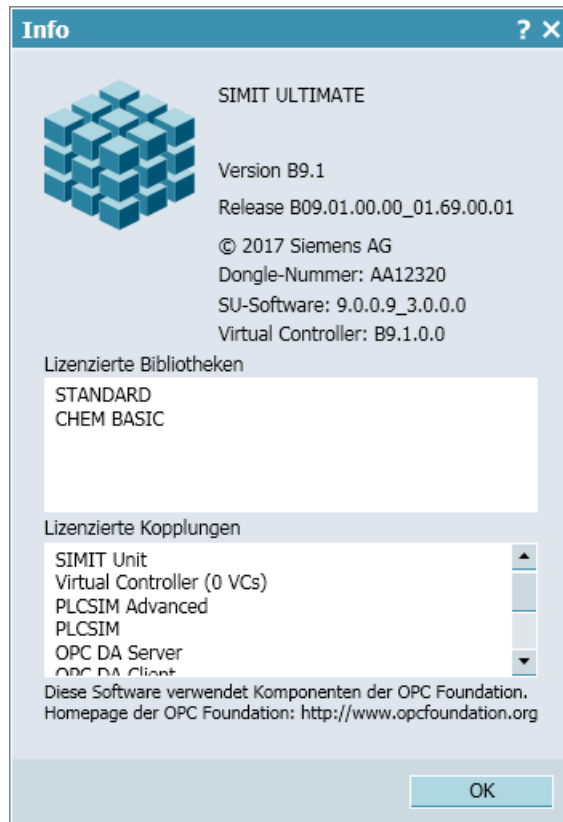 Info
? ×
SIMIT ULTIMATE
Version B9.1
Release B09.01.00.00_01.69.00.01
© 2017 Siemens AG
Dongle-Nummer: AA12320
SU-Software: 9.0.0.9_3.0.0.0
Virtual Controller: B9.1.0.0
Lizenzierte Bibliotheken
STANDARD
CHEM BASIC
Lizenzierte Kopplungen
SIMIT Unit
Virtual Controller (0 VCs)
PLCSIM Advanced
PLCSIM
OPC DA Server
OPC DA Client
Diese Software verwendet Komponenten der OPC Foundation.
Homepage der OPC Foundation: http://www.opcfoundation.org
OK